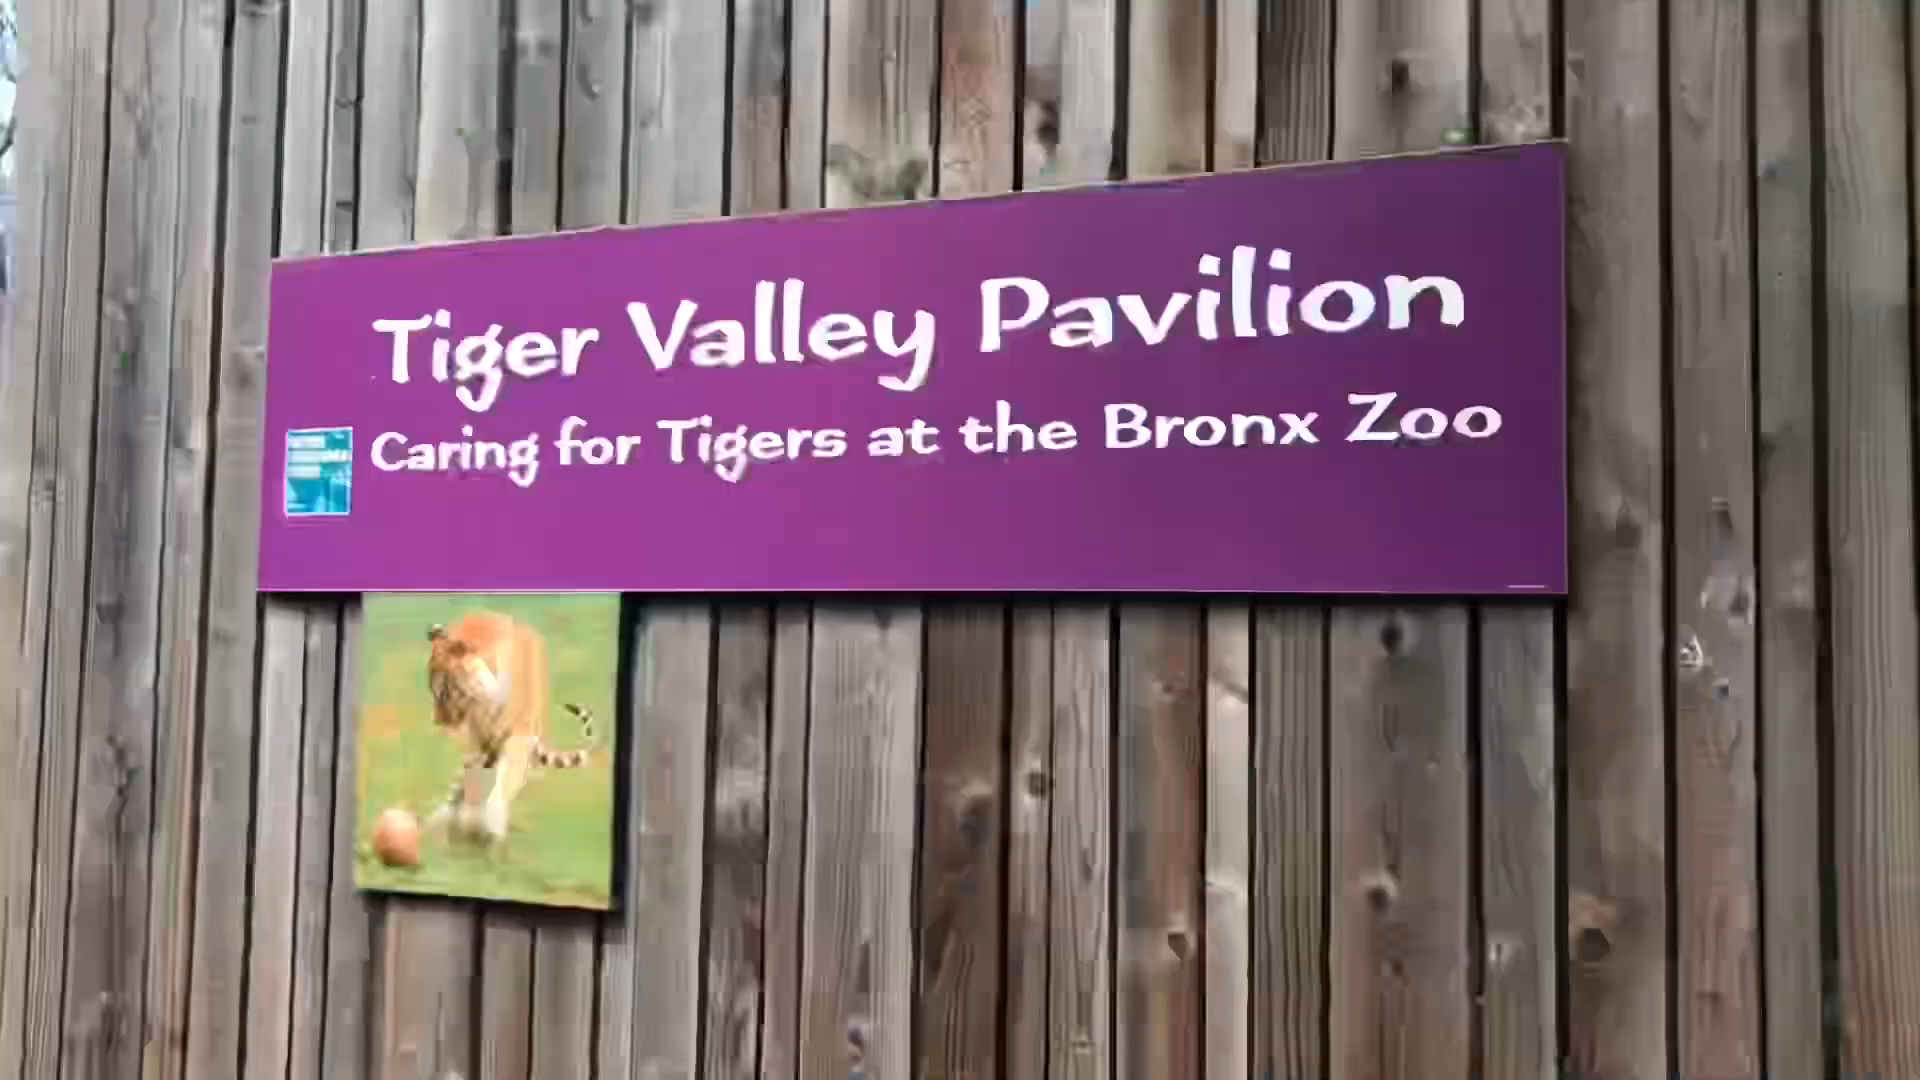 Tiger Valley Pavilion
Caring for Tigers at the Bronx Zoo